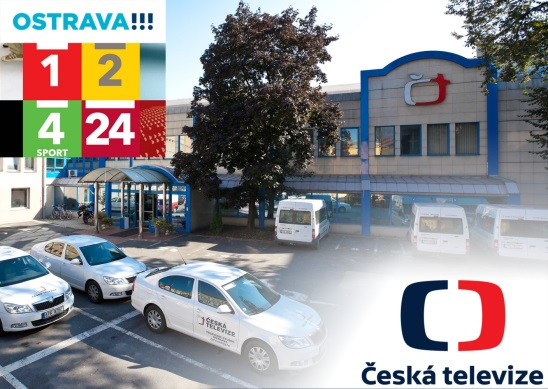 OSTRAVA!!!
1
2
4
SPORT
24
ČESKÁ
TELEVIZE
Česká televize